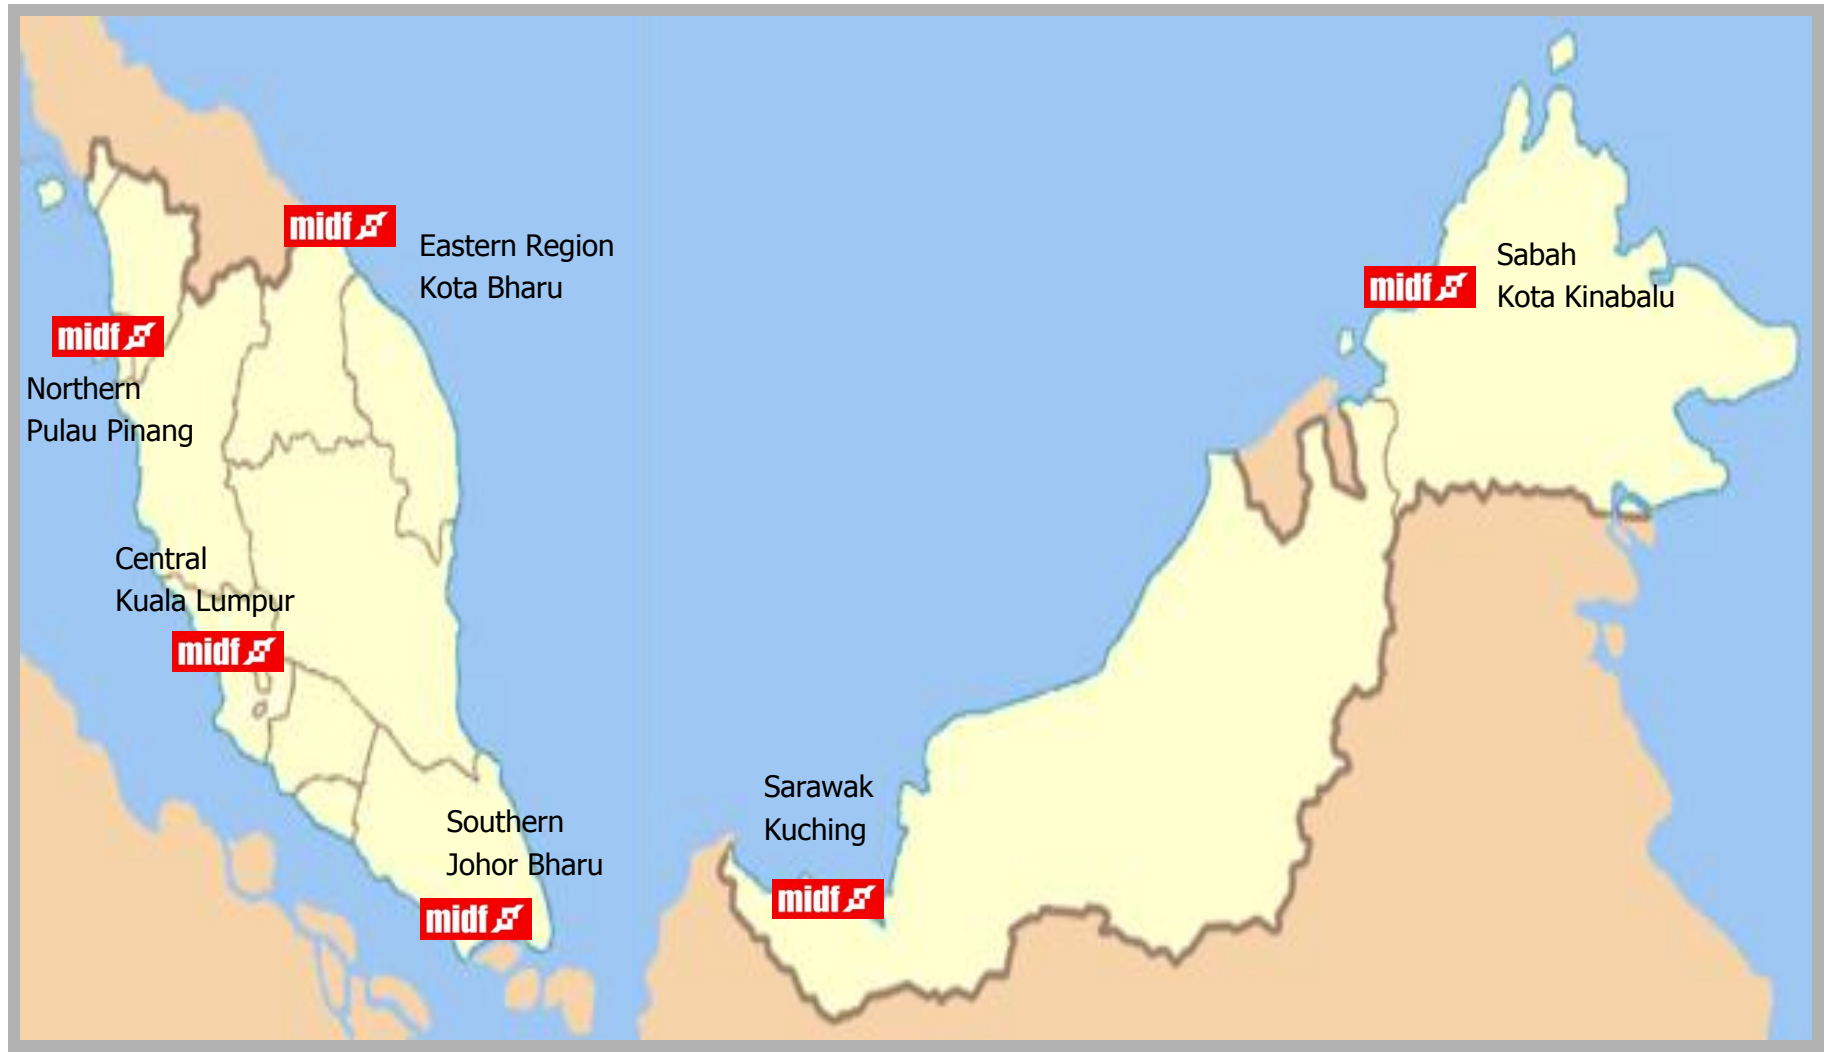 midf
Eastern Region
Kota Bharu
midf
Northern
Pulau Pinang
Central
Kuala Lumpur
midf
Southern
Johor Bharu
midf
Sarawak
Kuching
midf
Sabah
Kota Kinabalu
midf